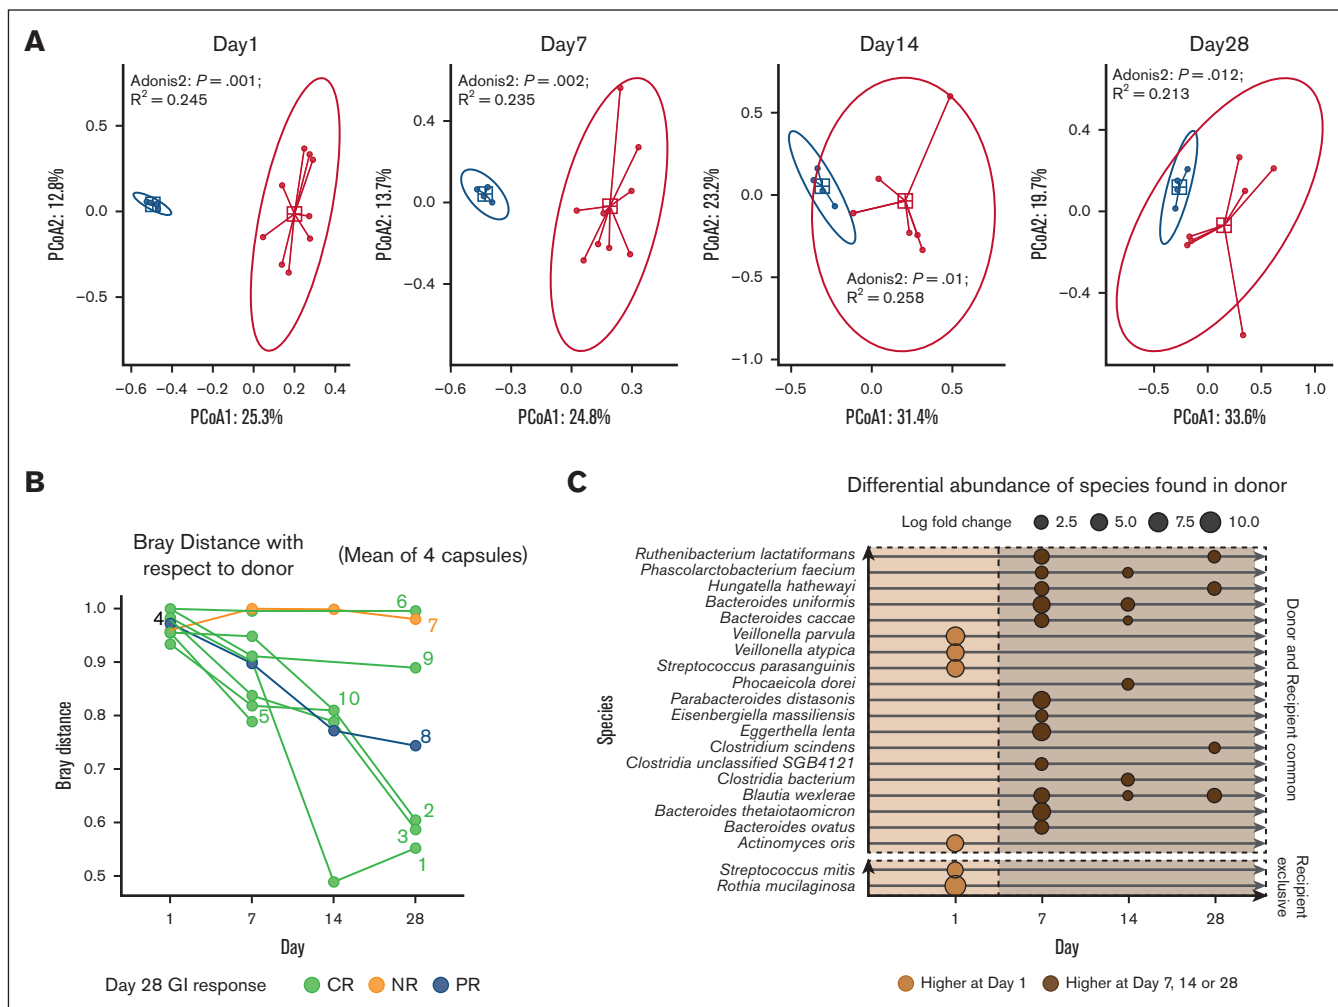 A
Day1
Day7
Day14
Day28
Adonis2: P = .001;
R² = 0.245
Adonis2: P = .002;
R² = 0.235
Adonis2: P = .01;
R² = 0.258
Adonis2: P = .012;
R² = 0.213
PCoA2: 12.8%
0.5
0.0
−0.5
−0.6
−0.4
−0.2
0.0
0.2
0.4
PCoA1: 25.3%
PCoA2: 13.7%
0.4
0.0
−0.4
−0.6
−0.3
0.0
0.3
PCoA1: 24.8%
PCoA2: 23.2%
0.5
0.0
−0.5
−1.0
−0.5
0.0
0.5
PCoA1: 31.4%
PCoA2: 19.7%
0.4
0.0
−0.4
−0.5
0.0
0.5
1.0
PCoA1: 33.6%
B
Bray Distance with
respect to donor
(Mean of 4 capsules)
Bray distance
1.0
0.9
0.8
0.7
0.6
0.5
4
6
7
9
10
5
8
2
3
1
1
7
14
28
Day
Day 28 GI response
CR
NR
PR
C
Differential abundance of species found in donor
Log fold change
2.5
5.0
7.5
10.0
Species
Ruthenibacterium lactatiformans
Phascolarctobacterium faecium
Hungatella hathewayi
Bacteroides uniformis
Bacteroides caccae
Veillonella parvula
Veillonella atypica
Streptococcus parasanguinis
Phocaeicola dorei
Parabacteroides distasonis
Eisenbergiella massiliensis
Eggerthella lenta
Clostridium scindens
Clostridia unclassified SGB4121
Clostridia bacterium
Blautia wexlerae
Bacteroides thetaiotaomicron
Bacteroides ovatus
Actinomyces oris
Streptococcus mitis
Rothia mucilaginosa
Donor and Recipient common
Recipient
exclusive
1
7
14
28
Day
Higher at Day 1
Higher at Day 7, 14 or 28